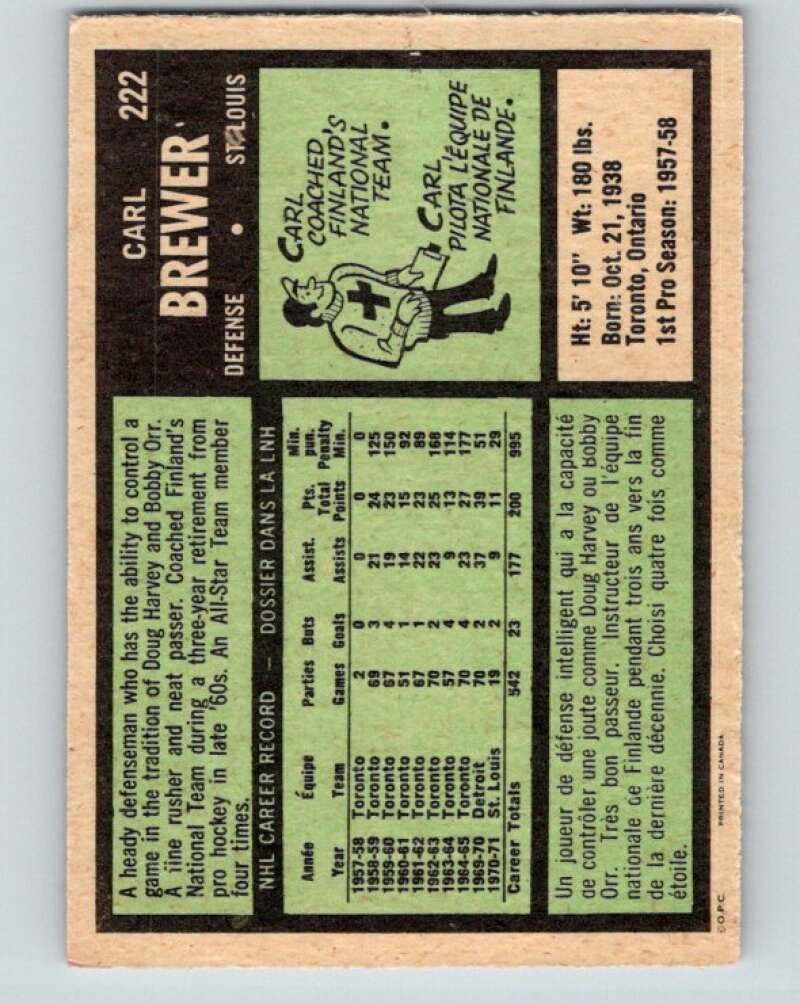 CARL 222
BREWER
DEFENSE • ST. LOUIS
A heady defenseman who has the ability to control a
game in the tradition of Doug Harvey and Bobby Orr.
A fine rusher and neat passer. Coached Finland's
National Team during a three-year retirement from
pro hockey in late '60s. An All-Star Team member
four times.
CARL
COACHED
FINLAND'S
NATIONAL
TEAM.
CARL
PILOTA L'ÉQUIPE
NATIONALE DE
FINLANDE.
NHL CAREER RECORD — DOSSIER DANS LA LNH
Année Équipe Parties Buts Assist. Pts. Min.
Total pun.
Penalty
Year Team Games Goals Assists Points Min.
1957-58 Toronto 2 0 0 0 0
1958-59 Toronto 69 3 21 24 125
1959-60 Toronto 67 4 19 23 150
1960-61 Toronto 51 1 14 15 92
1961-62 Toronto 67 1 22 23 89
1962-63 Toronto 70 2 23 25 168
1963-64 Toronto 57 4 9 13 114
1964-65 Toronto 70 4 23 27 177
1969-70 Detroit 70 2 37 39 51
1970-71 St. Louis 19 2 9 11 29
Career Totals 542 23 177 200 995
Ht: 5' 10" Wt: 180 lbs.
Born: Oct. 21, 1938
Toronto, Ontario
1st Pro Season: 1957-58
Un joueur de défense intelligent qui a la capacité
de contrôler une joute comme Doug Harvey ou Bobby
Orr. Très bon passeur. Instructeur de l'équipe
nationale de Finlande pendant trois ans vers la fin
de la dernière décennie. Choisi quatre fois comme
étoile.
© O.P.C. PRINTED IN CANADA